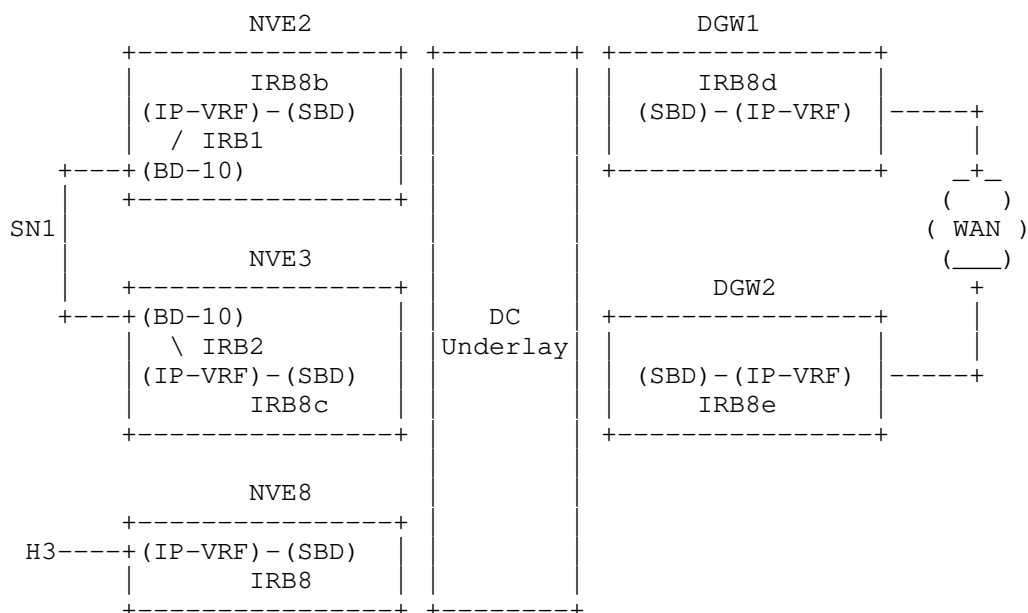 NVE2 DGW1
IRB8b IRB8d
(IP-VRF)-(SBD) (SBD)-(IP-VRF)
/ IRB1
(BD-10)
SN1 ( WAN )
NVE3
DGW2
(BD-10) DC
\ IRB2 Underlay
(IP-VRF)-(SBD) (SBD)-(IP-VRF)
IRB8c IRB8e
NVE8
H3----+(IP-VRF)-(SBD)
IRB8